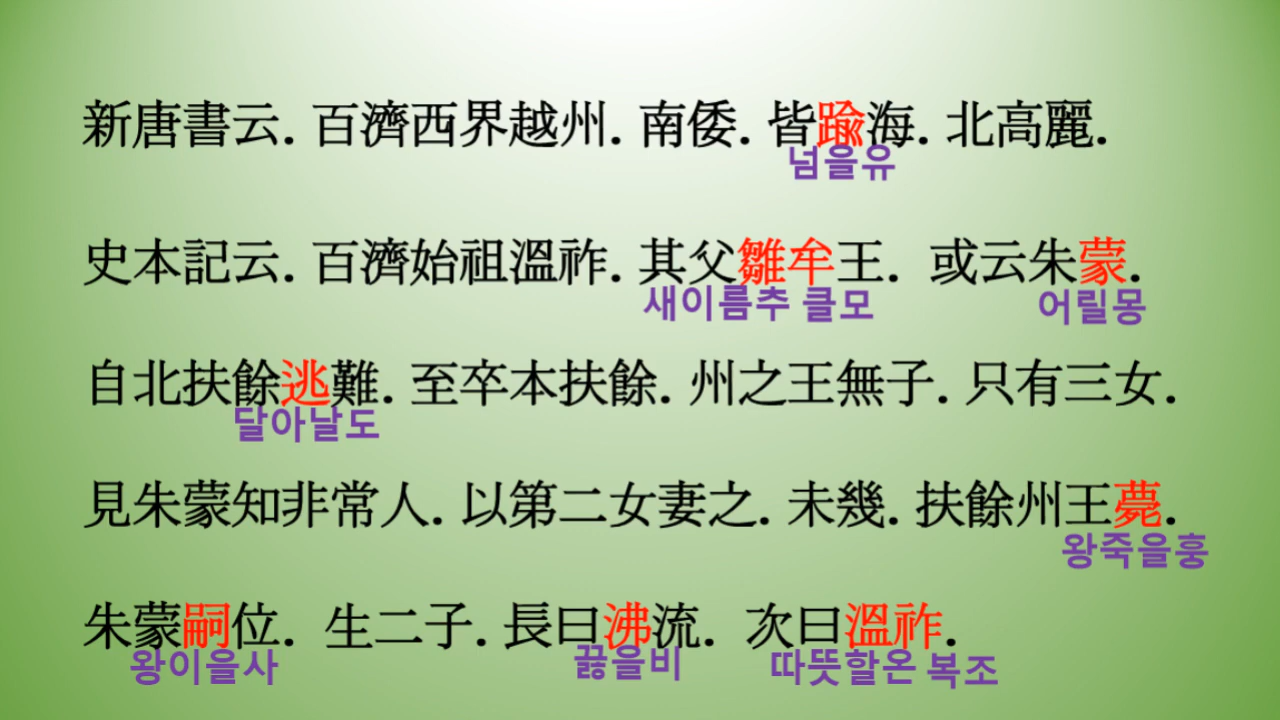 新唐書云. 百濟西界越州. 南倭. 皆踰海. 北高麗.
넘을유
史本記云. 百濟始祖溫祚. 其父雛牟王. 或云朱蒙.
새이름추 클모 어릴몽
自北扶餘逃難. 至卒本扶餘. 州之王無子. 只有三女.
달아날도
見朱蒙知非常人. 以第二女妻之. 未幾. 扶餘州王薨.
왕죽을훙
朱蒙嗣位. 生二子. 長曰沸流. 次曰溫祚.
왕이을사 끓을비 따뜻할온 복조